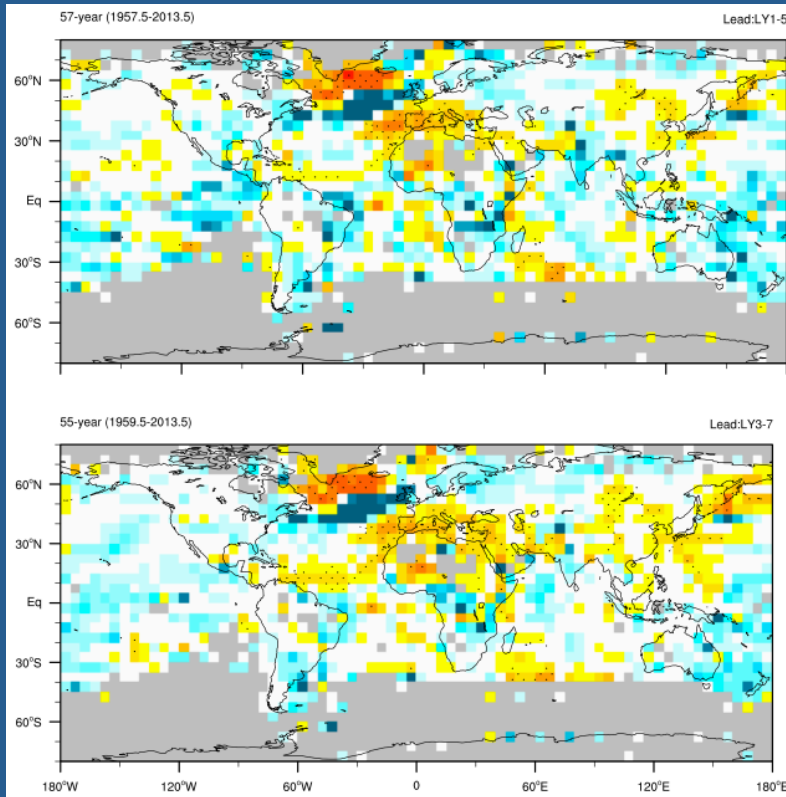 57-year (1957.5-2013.5) Lead:LY1-5
60°N
30°N
Eq
30°S
60°S
55-year (1959.5-2013.5) Lead:LY3-7
60°N
30°N
Eq
30°S
60°S
180°W 120°W 60°W 0 60°E 120°E 180°E